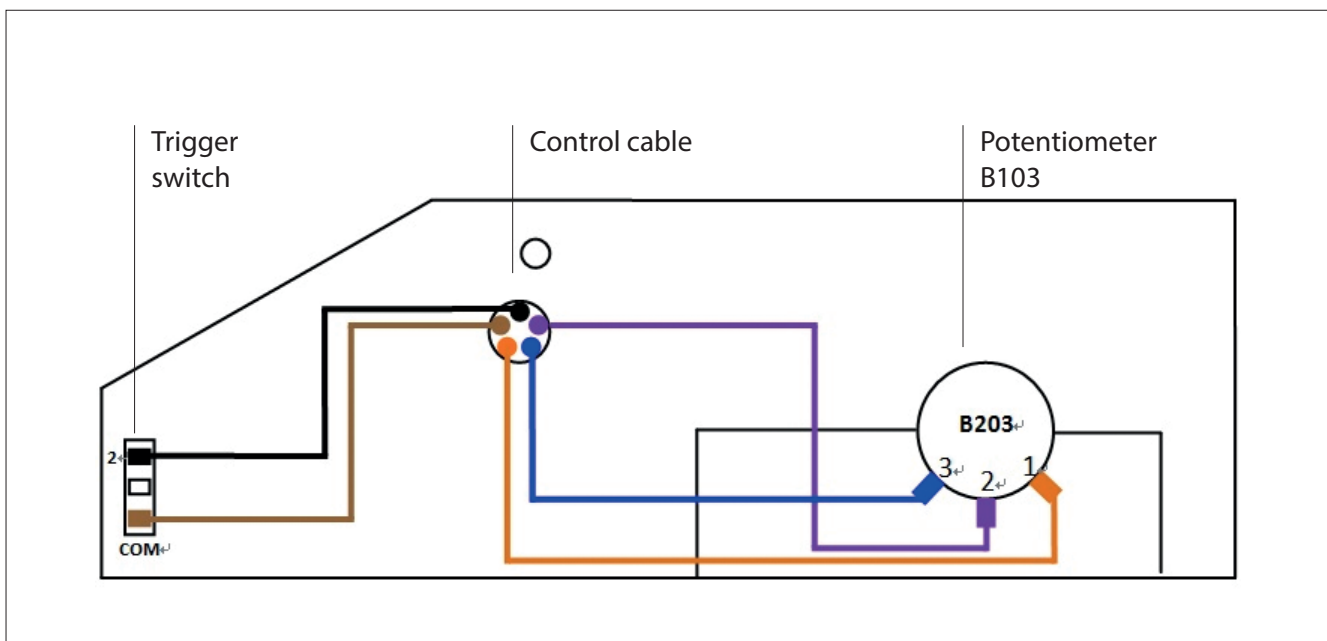 Trigger
switch
Control cable
Potentiometer
B103
B203↵
3↵
2↵
1↵
2↵
COM↵